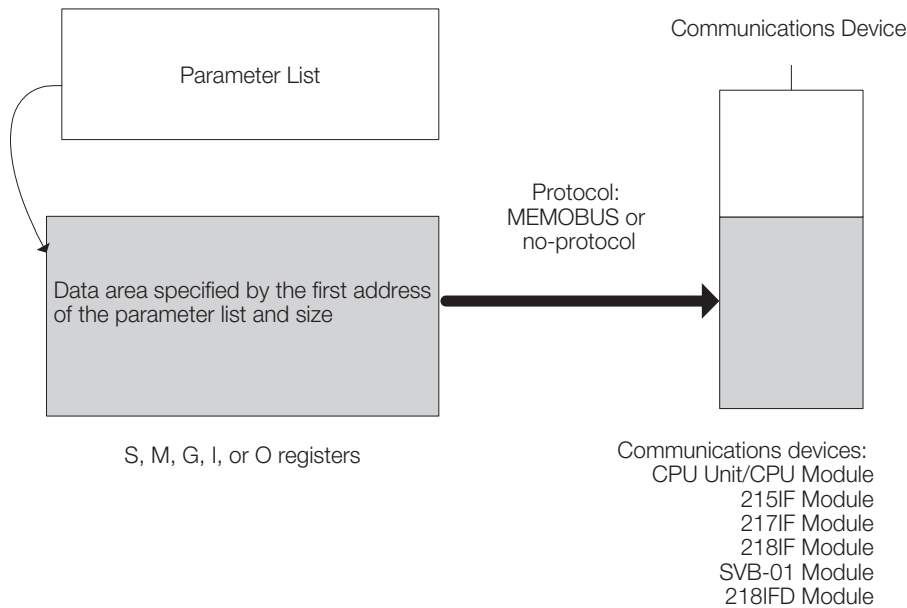 Parameter List
Communications Device
Protocol:
MEMOBUS or
no-protocol
Data area specified by the first address
of the parameter list and size
S, M, G, I, or O registers
Communications devices:
CPU Unit/CPU Module
215IF Module
217IF Module
218IF Module
SVB-01 Module
218IFD Module